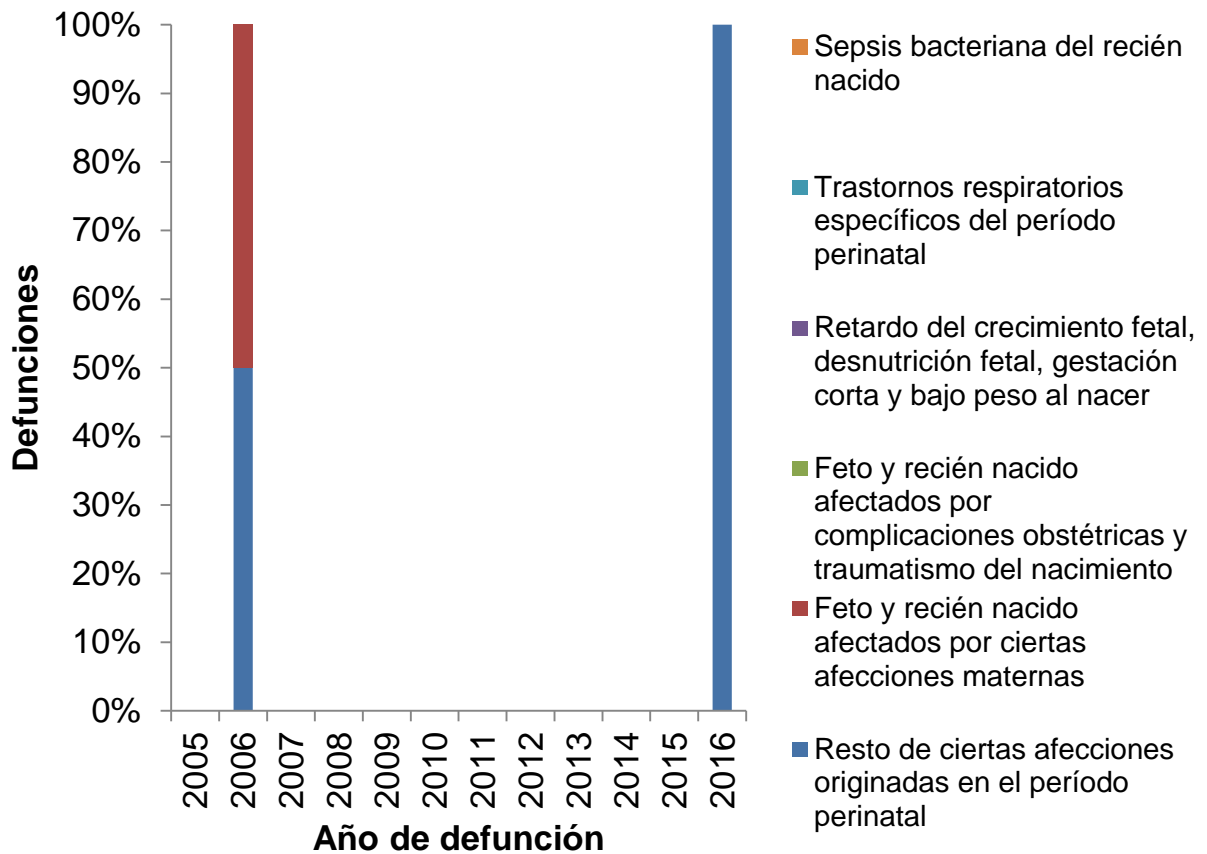 100%
90%
80%
70%
60%
50%
40%
30%
20%
10%
0%
Defunciones
2005
2006
2007
2008
2009
2010
2011
2012
2013
2014
2015
2016
Año de defunción
Sepsis bacteriana del recién
nacido
Trastornos respiratorios
específicos del período
perinatal
Retardo del crecimiento fetal,
desnutrición fetal, gestación
corta y bajo peso al nacer
Feto y recién nacido
afectados por
complicaciones obstétricas y
traumatismo del nacimiento
Feto y recién nacido
afectados por ciertas
afecciones maternas
Resto de ciertas afecciones
originadas en el período
perinatal